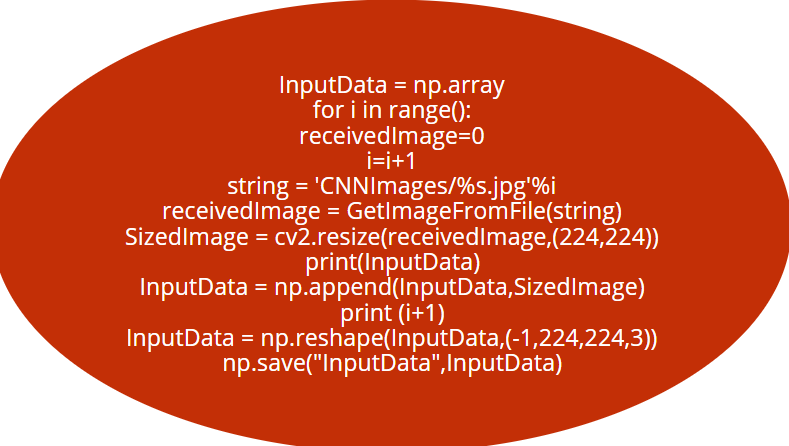 InputData = np.array
for i in range():
receivedImage=0
i=i+1
string = 'CNNImages/%s.jpg'%i
receivedImage = GetImageFromFile(string)
SizedImage = cv2.resize(receivedImage,(224,224))
print(InputData)
InputData = np.append(InputData,SizedImage)
print (i+1)
InputData = np.reshape(InputData,(-1,224,224,3))
np.save("InputData",InputData)